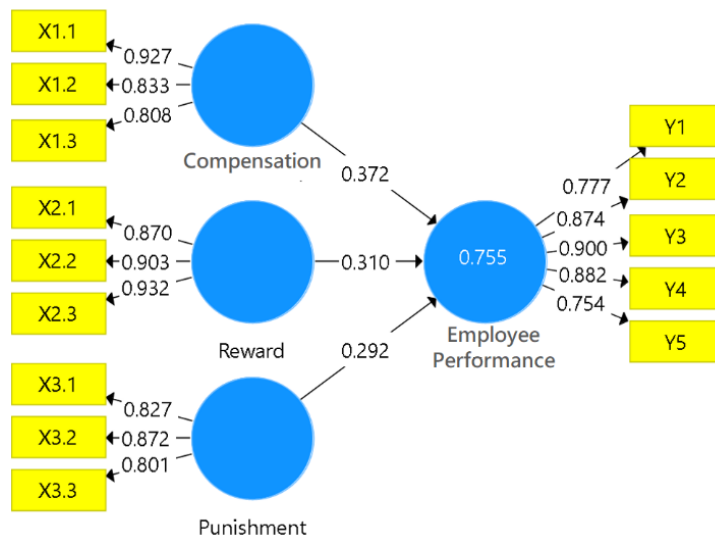 X1.1
0.927
X1.2
0.833
X1.3
0.808
Compensation
0.372
X2.1
0.870
X2.2
0.903
X2.3
0.932
Reward
0.310
X3.1
0.827
X3.2
0.872
X3.3
0.801
Punishment
0.292
0.755
Employee
Performance
0.777
Y1
0.874
Y2
0.900
Y3
0.882
Y4
0.754
Y5